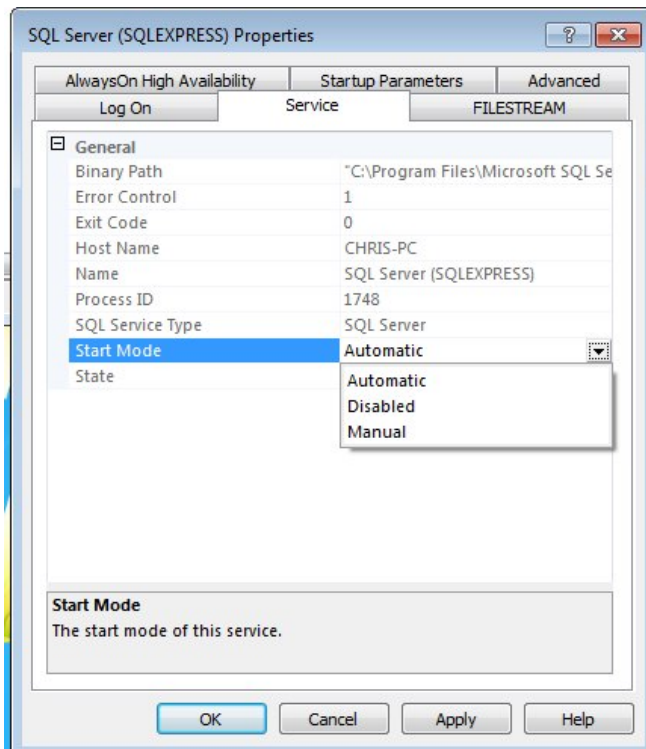 SQL Server (SQLEXPRESS) Properties
AlwaysOn High Availability Startup Parameters Advanced
Log On Service FILESTREAM
General
Binary Path "C:\Program Files\Microsoft SQL Se
Error Control 1
Exit Code 0
Host Name CHRIS-PC
Name SQL Server (SQLEXPRESS)
Process ID 1748
SQL Service Type SQL Server
Start Mode Automatic
State
Automatic
Disabled
Manual
Start Mode
The start mode of this service.
OK Cancel Apply Help